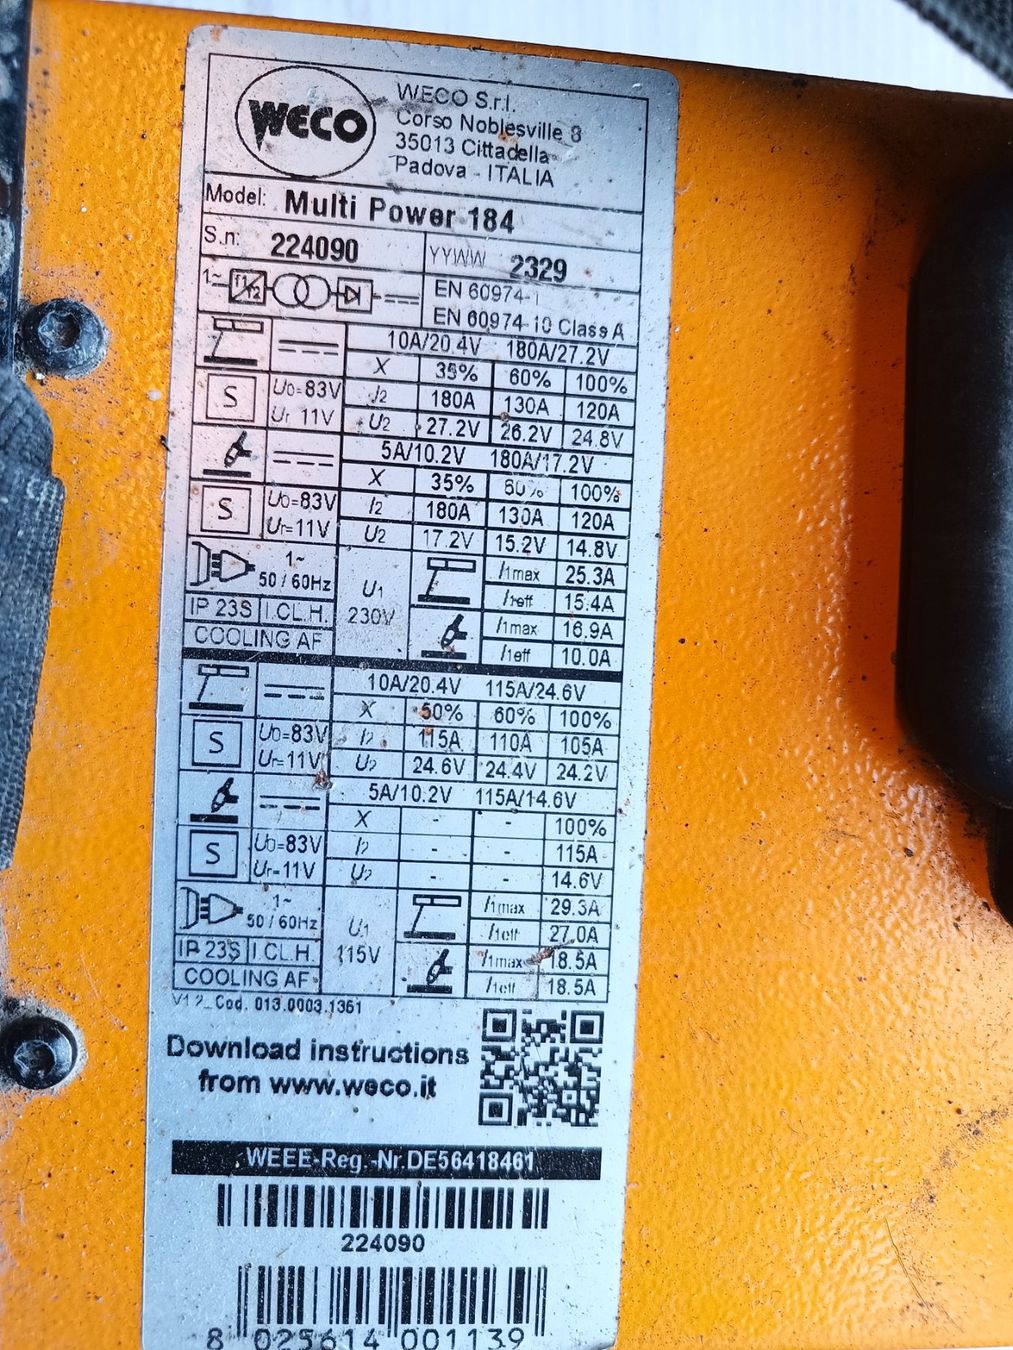 WECO
WECO S.r.l.
Corso Noblesville 8
35013 Cittadella
Padova - ITALIA
Model: Multi Power 184
S.n: 224090 YYWW 2329
1~ f1 f2 EN 60974-1
EN 60974-10 Class A
10A/20.4V 180A/27.2V
X 35% 60% 100%
S U0=83V I2 180A 130A 120A
Ur 11V U2 27.2V 26.2V 24.8V
5A/10.2V 180A/17.2V
X 35% 60% 100%
S U0=83V I2 180A 130A 120A
Ur=11V U2 17.2V 15.2V 14.8V
1~ 50 / 60Hz U1 230V I1max 25.3A
I1eff 15.4A
IP 23S I.CL.H. I1max 16.9A
COOLING AF I1eff 10.0A
10A/20.4V 115A/24.6V
X 50% 60% 100%
S U0=83V I2 115A 110A 105A
Ur=11V U2 24.6V 24.4V 24.2V
5A/10.2V 115A/14.6V
X - - 100%
S U0=83V I2 - - 115A
Ur-11V U2 - - 14.6V
1~ 50 / 60Hz U1 115V I1max 29.3A
I1eff 27.0A
IP 23S I.CL.H. I1max 18.5A
COOLING AF I1eff 18.5A
V1.2_Cod. 013.0003.1361
Download instructions
from www.weco.it
WEEE-Reg.-Nr.DE56418461
224090
8 025614 001139